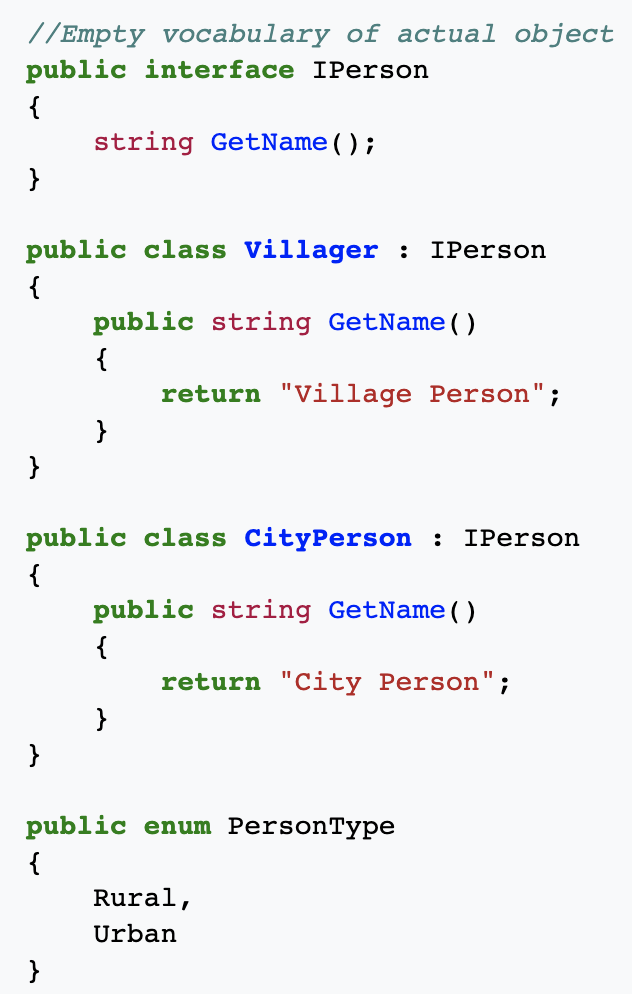 //Empty vocabulary of actual object
public interface IPerson
{
    string GetName();
}

public class Villager : IPerson
{
    public string GetName()
    {
        return "Village Person";
    }
}

public class CityPerson : IPerson
{
    public string GetName()
    {
        return "City Person";
    }
}

public enum PersonType
{
    Rural,
    Urban
}